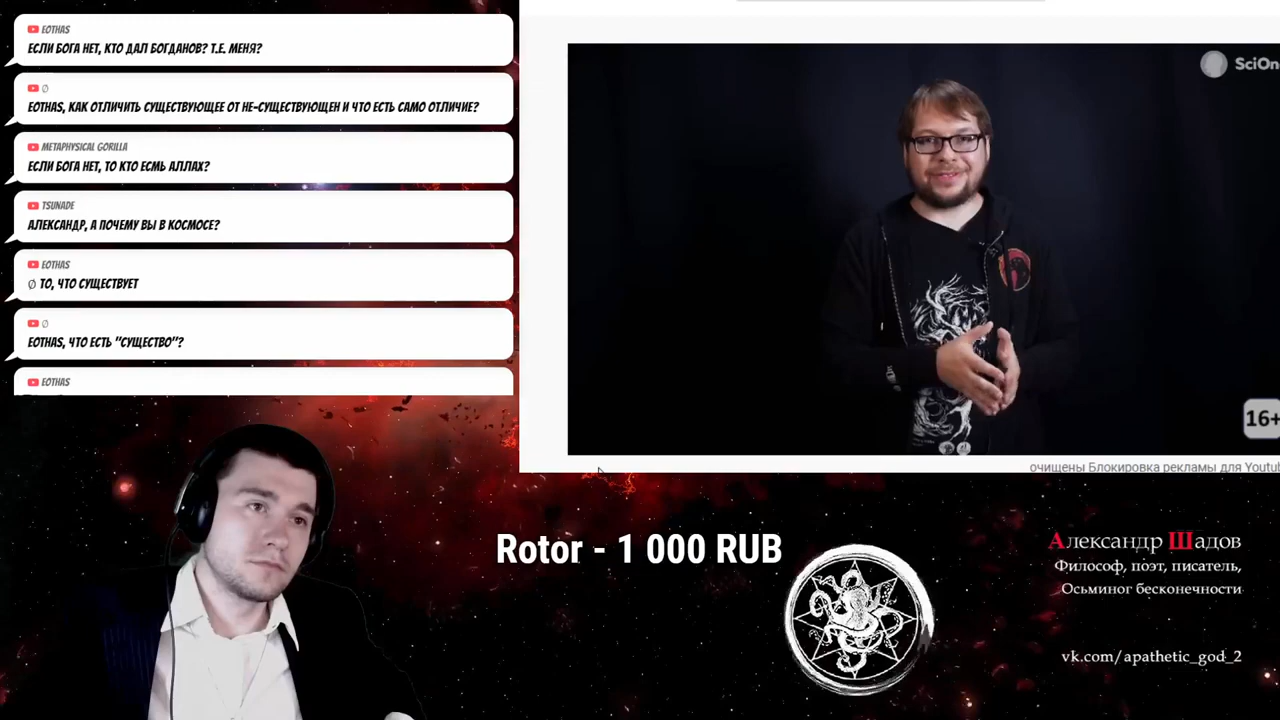 EOTHAS
ЕСЛИ БОГА НЕТ, КТО ДАЛ БОГДАНОВ? Т.Е. МЕНЯ?
Ø
EOTHAS, КАК ОТЛИЧИТЬ СУЩЕСТВУЮЩЕЕ ОТ НЕ-СУЩЕСТВУЮЩЕН И ЧТО ЕСТЬ САМО ОТЛИЧИЕ?
METAPHYSICAL GORILLA
ЕСЛИ БОГА НЕТ, ТО КТО ЕСМЬ АЛЛАХ?
TSUNADE
АЛЕКСАНДР, А ПОЧЕМУ ВЫ В КОСМОСЕ?
EOTHAS
Ø ТО, ЧТО СУЩЕСТВУЕТ
Ø
EOTHAS, ЧТО ЕСТЬ "СУЩЕСТВО"?
EOTHAS
SciOn
16+
очищены Блокировка рекламы для Youtub
Rotor - 1 000 RUB
Александр Шадов
Философ, поэт, писатель,
Осьминог бесконечности
vk.com/apathetic_god_2